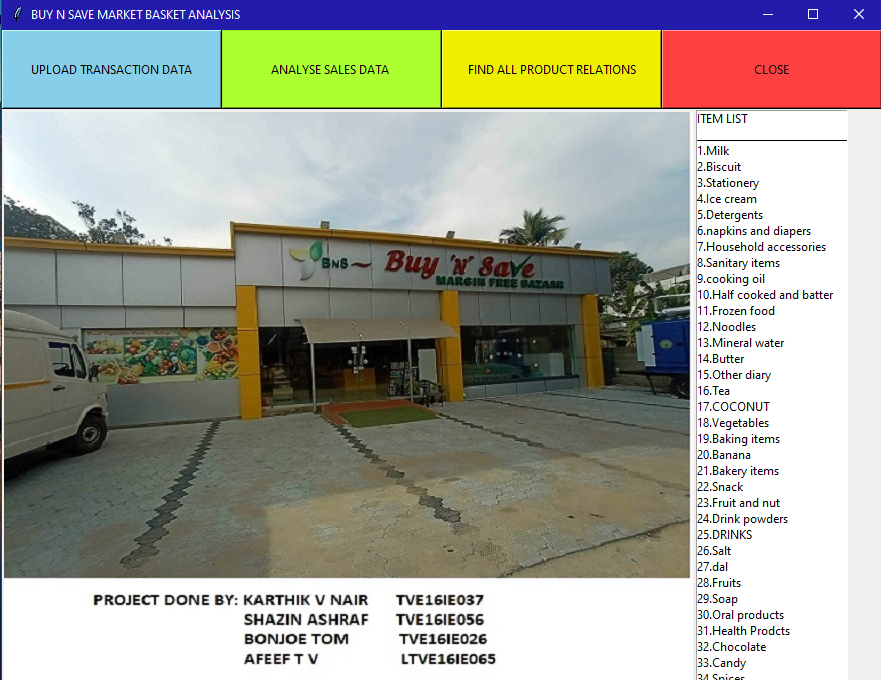 BUY N SAVE MARKET BASKET ANALYSIS
UPLOAD TRANSACTION DATA
ANALYSE SALES DATA
FIND ALL PRODUCT RELATIONS
CLOSE
BnS
Buy 'N' Save
MARGIN FREE BAZAAR
PROJECT DONE BY: KARTHIK V NAIR TVE16IE037
SHAZIN ASHRAF TVE16IE056
BONJOE TOM TVE16IE026
AFEEF T V LTVE16IE065
ITEM LIST
1.Milk
2.Biscuit
3.Stationery
4.Ice cream
5.Detergents
6.napkins and diapers
7.Household accessories
8.Sanitary items
9.cooking oil
10.Half cooked and batter
11.Frozen food
12.Noodles
13.Mineral water
14.Butter
15.Other diary
16.Tea
17.COCONUT
18.Vegetables
19.Baking items
20.Banana
21.Bakery items
22.Snack
23.Fruit and nut
24.Drink powders
25.DRINKS
26.Salt
27.dal
28.Fruits
29.Soap
30.Oral products
31.Health Prodcts
32.Chocolate
33.Candy
34.Spices